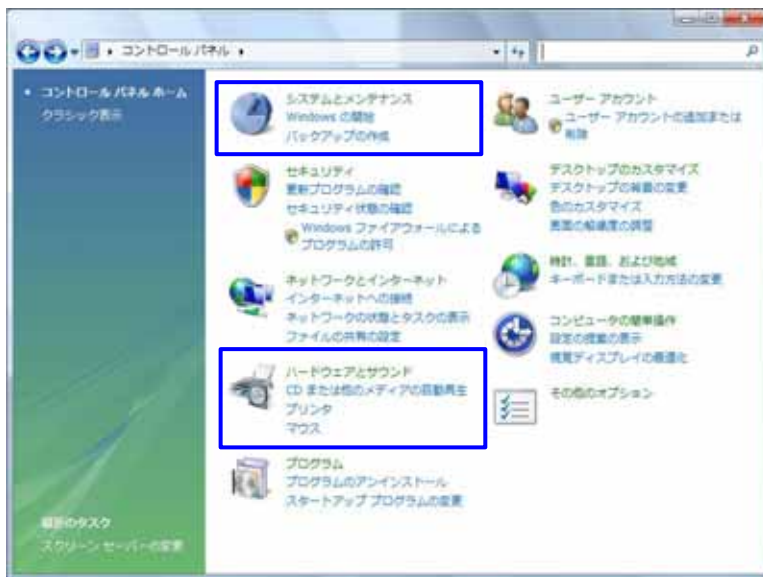 コントロール パネル
コントロール パネル ホーム
クラシック表示
システムとメンテナンス
Windows の開始
バックアップの作成
セキュリティ
更新プログラムの確認
セキュリティ状態の確認
Windows ファイアウォールによる
プログラムの許可
ネットワークとインターネット
インターネットへの接続
ネットワークの状態とタスクの表示
ファイルの共有の設定
ハードウェアとサウンド
CD または他のメディアの自動再生
プリンタ
マウス
プログラム
プログラムのアンインストール
スタートアップ プログラムの変更
ユーザー アカウント
ユーザー アカウントの追加または
削除
デスクトップのカスタマイズ
デスクトップの背景の変更
色のカスタマイズ
画面の解像度の調整
時計、言語、および地域
キーボードまたは入力方法の変更
コンピュータの簡単操作
設定の提案の表示
視覚ディスプレイの最適化
その他のオプション
最近のタスク
スクリーン セーバーの変更